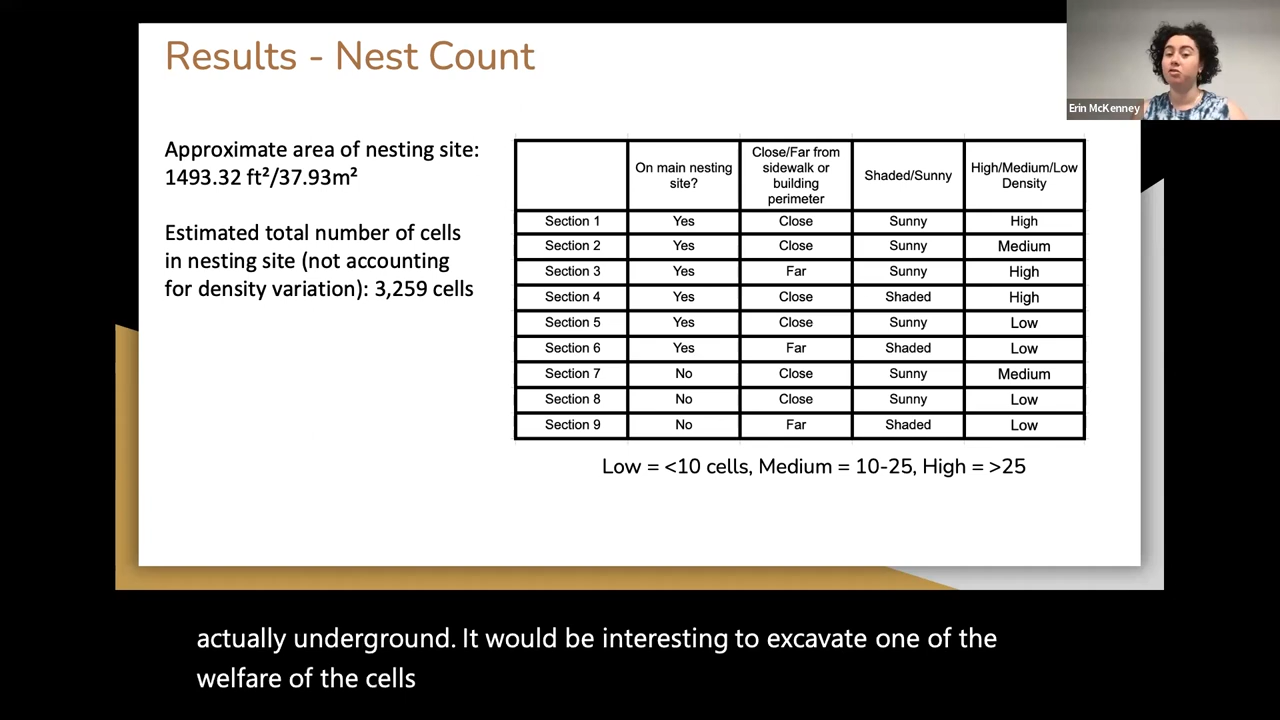 Results - Nest Count
Erin McKenney
Approximate area of nesting site:
1493.32 ft²/37.93m²
Estimated total number of cells
in nesting site (not accounting
for density variation): 3,259 cells
On main nesting
site?
Close/Far from
sidewalk or
building
perimeter
Shaded/Sunny
High/Medium/Low
Density
Section 1 Yes Close Sunny High
Section 2 Yes Close Sunny Medium
Section 3 Yes Far Sunny High
Section 4 Yes Close Shaded High
Section 5 Yes Close Sunny Low
Section 6 Yes Far Shaded Low
Section 7 No Close Sunny Medium
Section 8 No Close Sunny Low
Section 9 No Far Shaded Low
Low = <10 cells, Medium = 10-25, High = >25
actually underground. It would be interesting to excavate one of the
welfare of the cells